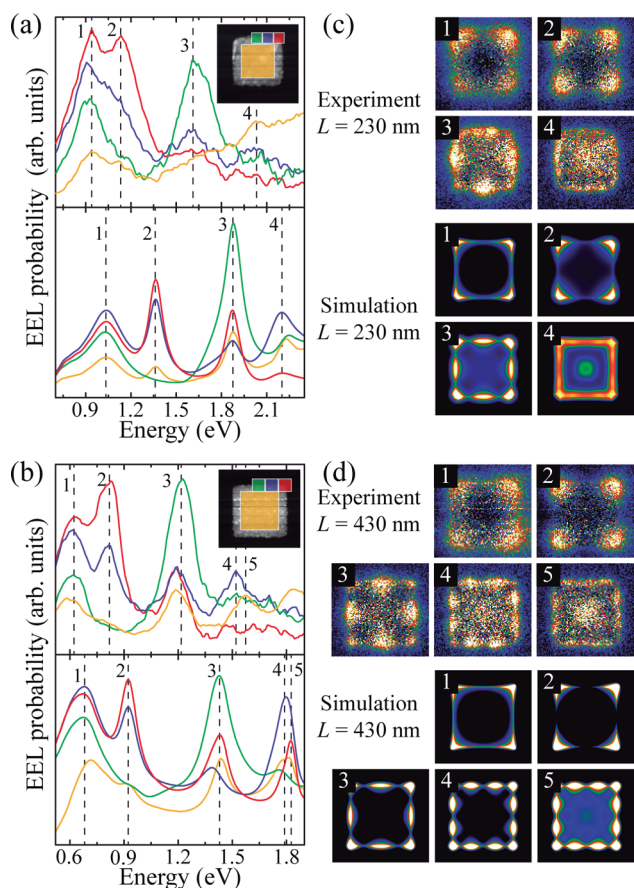 (a)
1 2 3 4
EEL probability (arb. units)
1 2 3 4
0.9 1.2 1.5 1.8 2.1
Energy (eV)
(c)
Experiment
L = 230 nm
1 2
3 4
Simulation
L = 230 nm
1 2
3 4
(b)
1 2 3 4 5
EEL probability (arb. units)
1 2 3 4 5
0.6 0.9 1.2 1.5 1.8
Energy (eV)
(d)
Experiment
L = 430 nm
1 2
3 4 5
Simulation
L = 430 nm
1 2
3 4 5